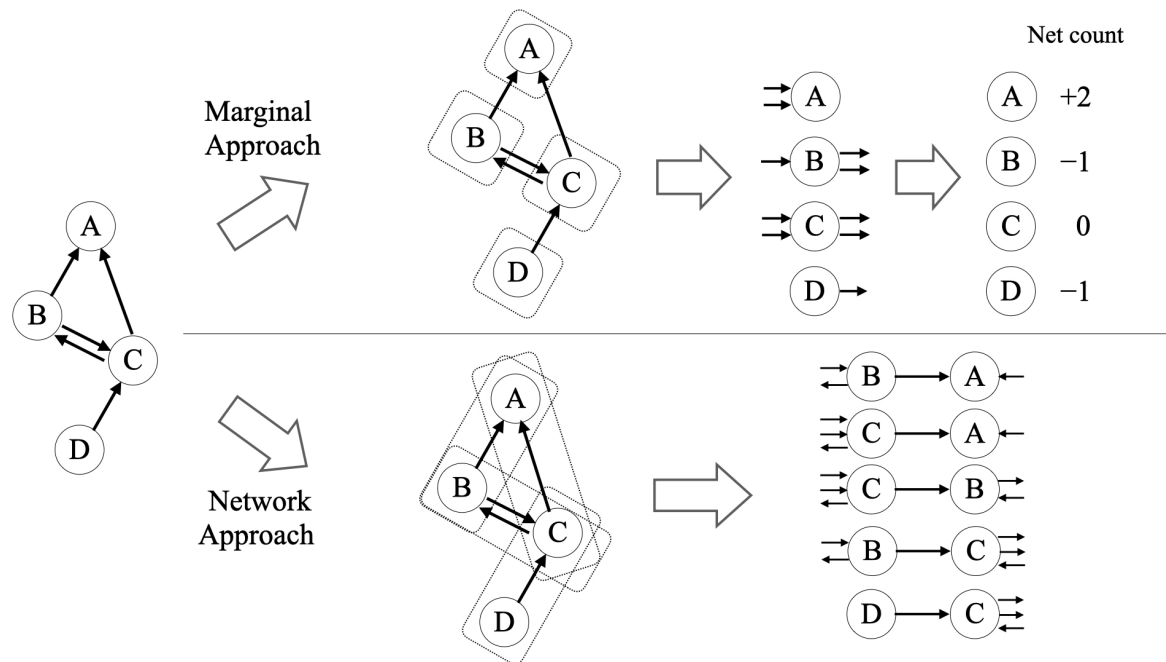 A
B
C
D
Marginal
Approach
A
B
C
D
A
B
C
D
Net count
A +2
B −1
C 0
D −1
Network
Approach
A
B
C
D
B A
C A
C B
B C
D C